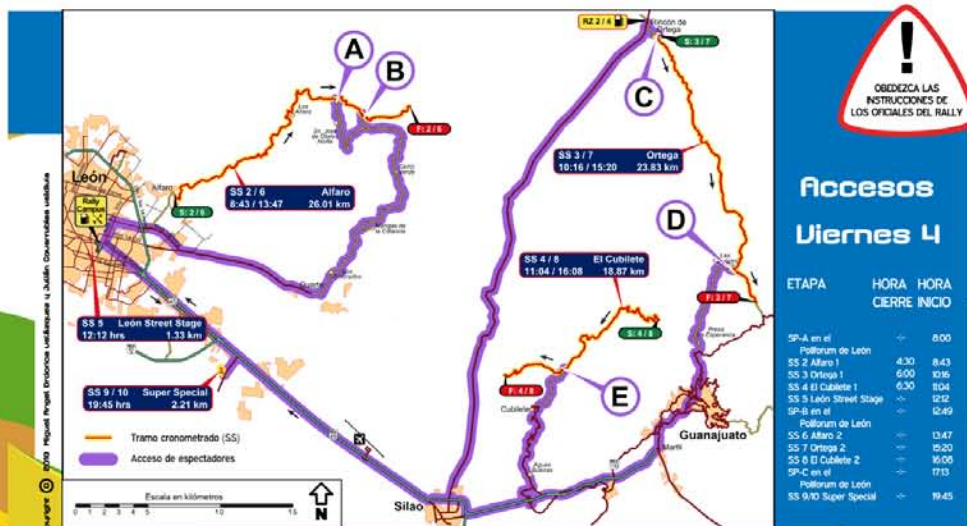 A
B
C
D
E
RZ 2 / 4
Rincón de
Ortega
S: 3 / 7
León
Rally
Campus
Alfaro
S: 2 / 6
Los
Alfaro
F: 2 / 6
SS 2 / 6 Alfaro
8:43 / 13:47 26.01 km
SS 3 / 7 Ortega
10:16 / 15:20 23.83 km
SS 4 / 8 El Cubilete
11:04 / 16:08 18.87 km
S: 4 / 8
F: 3 / 7
F: 4 / 8
Cubilete
SS 5 León Street Stage
12:12 hrs 1.33 km
SS 9 / 10 Super Special
19:45 hrs 2.21 km
Guanajuato
Marfil
Silao
Tramo cronometrado (SS)
Acceso de espectadores
Escala en kilómetros
0 1 2 3 4 5 10 15
N
!
OBEDEZCA LAS
INSTRUCCIONES DE
LOS OFICIALES DEL RALLY
Accesos
Viernes 4
ETAPA HORA HORA
CIERRE INICIO
SP-A en el -- 8:00
Poliforum de León
SS 2 Alfaro 1 4:30 8:43
SS 3 Ortega 1 6:00 10:16
SS 4 El Cubilete 1 6:30 11:04
SS 5 León Street Stage -- 12:12
SP-B en el -- 12:49
Poliforum de León
SS 6 Alfaro 2 -- 13:47
SS 7 Ortega 2 -- 15:20
SS 8 El Cubilete 2 -- 16:08
SP-C en el -- 17:13
Poliforum de León
SS 9/10 Super Special -- 19:45